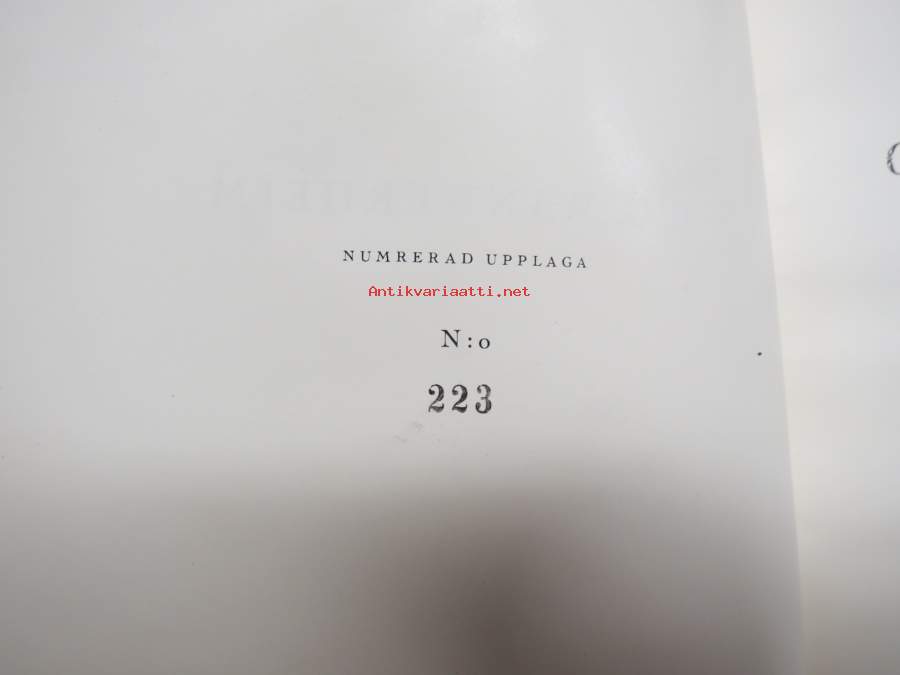 NUMRERAD UPPLAGA
Antikvariaatti.net
N:o
223